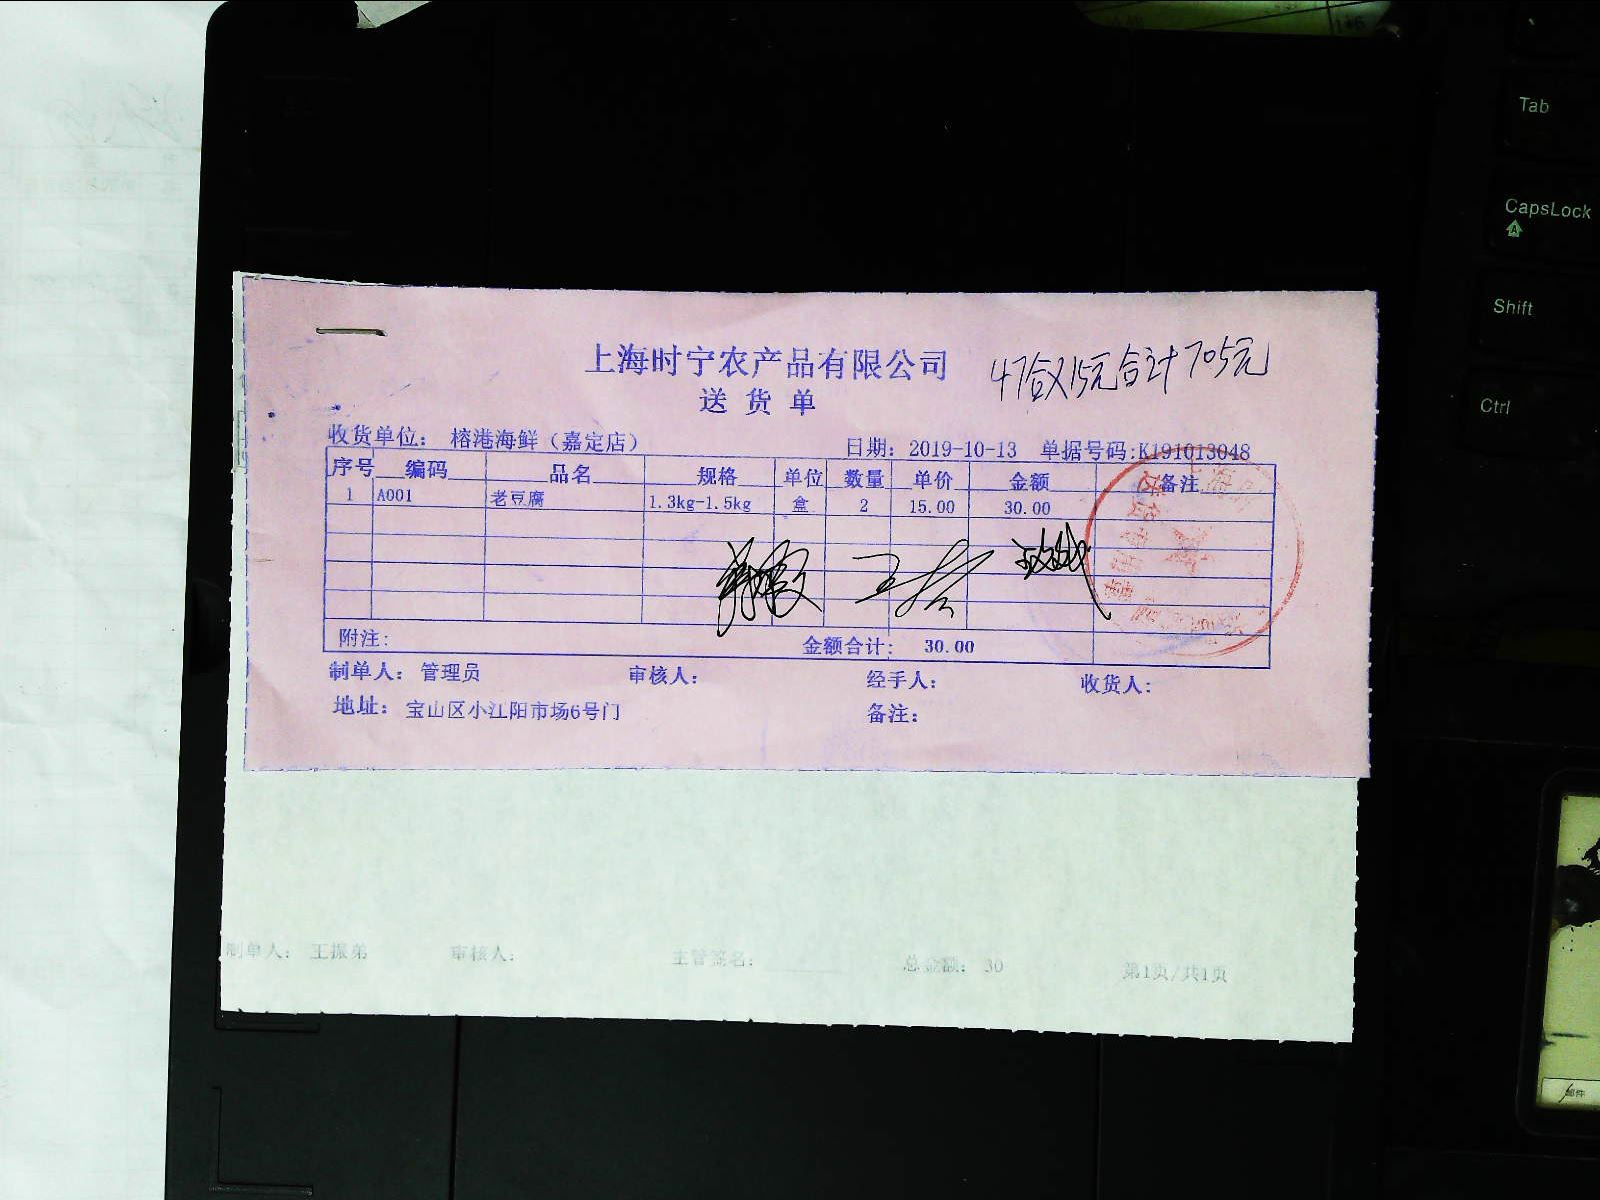 上海时宁农产品有限公司
47合×15元合计705元
送货单
收货单位: 榕港海鲜(嘉定店) 日期: 2019-10-13 单据号码:K191013048
序号 编码 品名 规格 单位 数量 单价 金额 备注
1 A001 老豆腐 1.3kg-1.5kg 盒 2 15.00 30.00
附注: 金额合计: 30.00
制单人: 管理员 审核人: 经手人: 收货人:
地址: 宝山区小江阳市场6号门 备注:
制单人: 王振弟 审核人: 主管签名: 总金额: 30 第1页/共1页
Tab
CapsLock
Shift
Ctrl
邮件